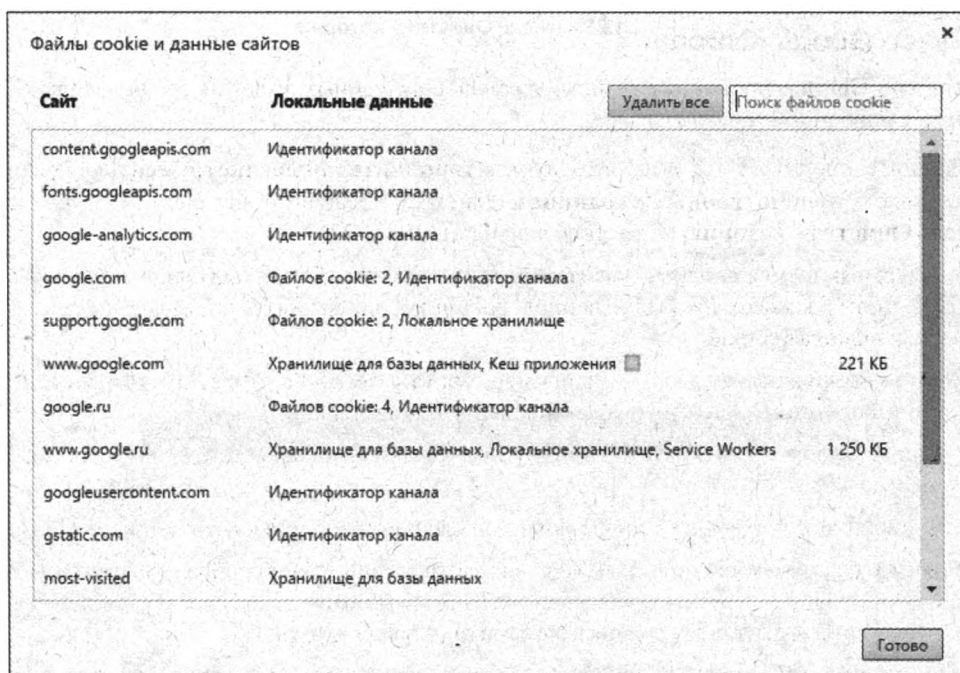 Файлы cookie и данные сайтов
Сайт Локальные данные Удалить все Поиск файлов cookie
content.googleapis.com Идентификатор канала
fonts.googleapis.com Идентификатор канала
google-analytics.com Идентификатор канала
google.com Файлов cookie: 2, Идентификатор канала
support.google.com Файлов cookie: 2, Локальное хранилище
www.google.com Хранилище для базы данных, Кеш приложения 221 КБ
google.ru Файлов cookie: 4, Идентификатор канала
www.google.ru Хранилище для базы данных, Локальное хранилище, Service Workers 1 250 КБ
googleusercontent.com Идентификатор канала
gstatic.com Идентификатор канала
most-visited Хранилище для базы данных
Готово